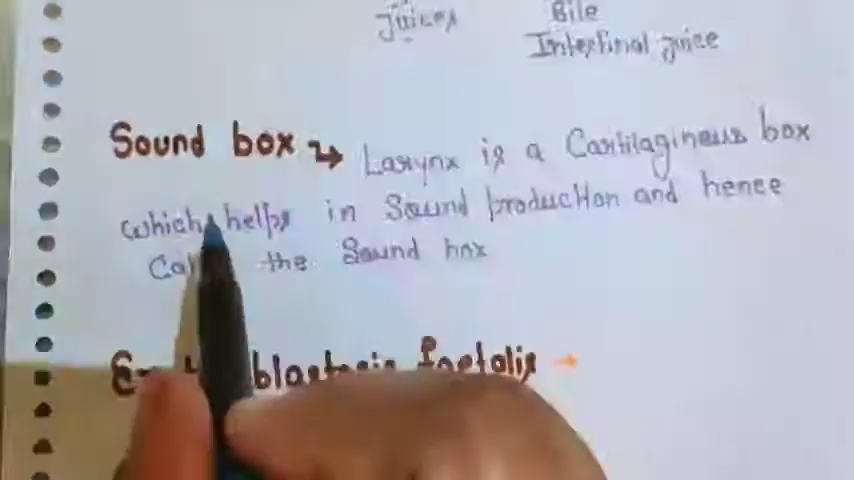 Juices Bile
Intestinal juice
Sound box → Larynx is a Cartilagineus box
which helps in Sound production and hence
the Sound box
blastosis foetalis →